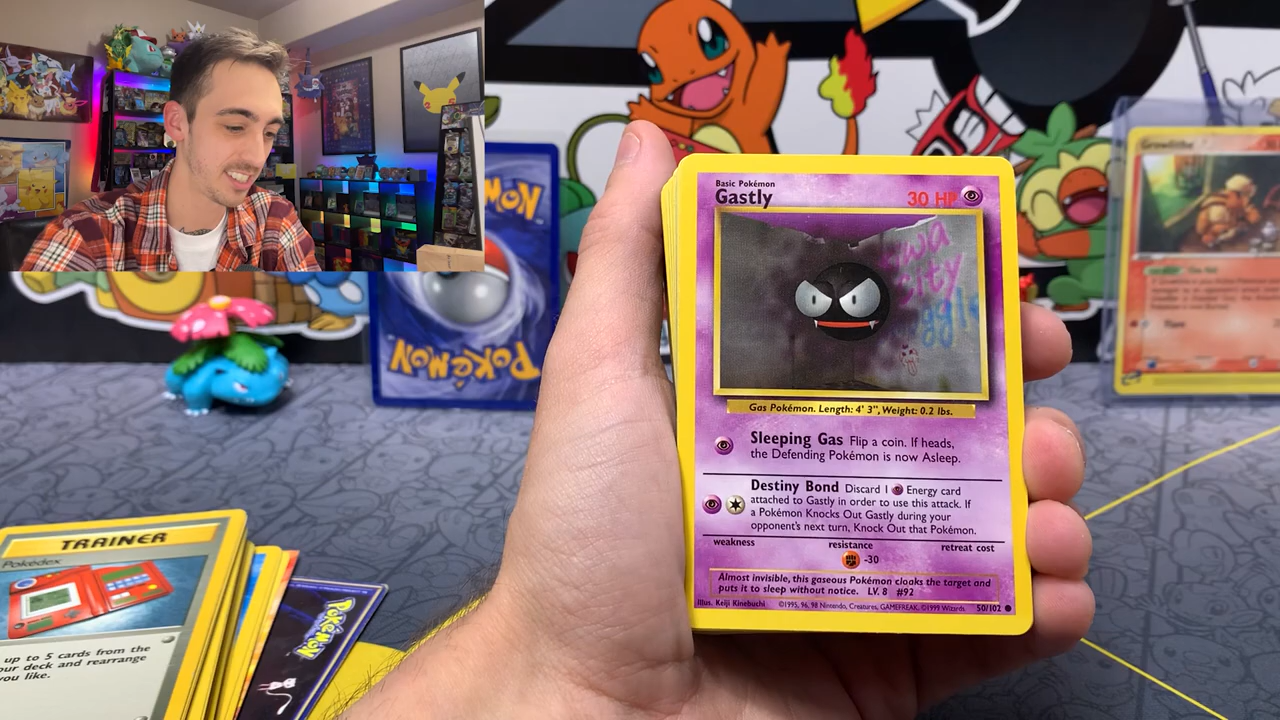 Basic Pokémon
Gastly 30 HP
Gas Pokémon. Length: 4' 3", Weight: 0.2 lbs.
Sleeping Gas Flip a coin. If heads,
the Defending Pokémon is now Asleep.
Destiny Bond Discard 1 Energy card
attached to Gastly in order to use this attack. If
a Pokémon Knocks Out Gastly during your
opponent's next turn, Knock Out that Pokémon.
weakness resistance retreat cost
-30
Almost invisible, this gaseous Pokémon cloaks the target and
puts it to sleep without notice. LV. 8 #92
Illus. Keiji Kinebuchi ©1995, 96, 98 Nintendo, Creatures, GAMEFREAK. ©1999 Wizards. 50/102
TRAINER
Pokédex
up to 5 cards from the
our deck and rearrange
you like.
POKéMON
POKéMON
Growlithe